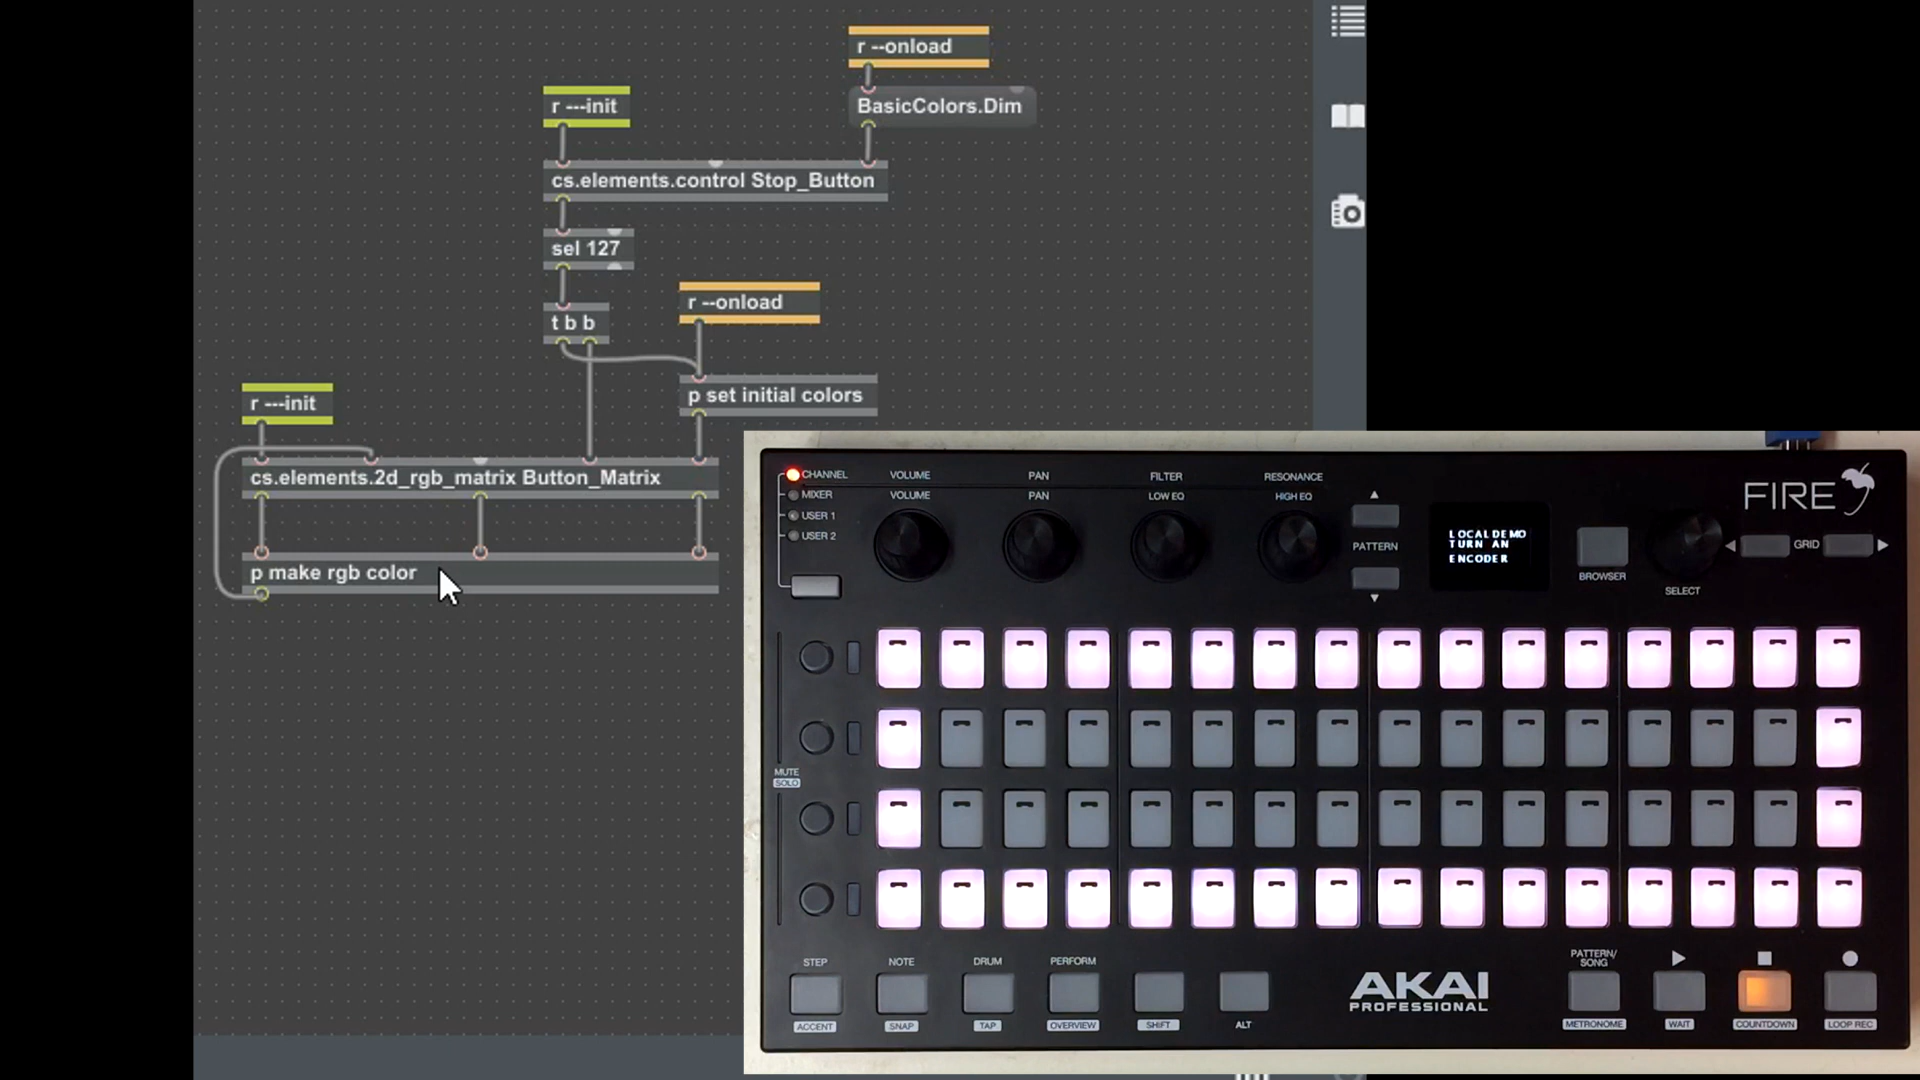 r --onload
r ---init
BasicColors.Dim
cs.elements.control Stop_Button
sel 127
r --onload
t b b
p set initial colors
r ---init
cs.elements.2d_rgb_matrix Button_Matrix
p make rgb color
CHANNEL
VOLUME
PAN
FILTER
RESONANCE
MIXER
VOLUME
PAN
LOW EQ
HIGH EQ
USER 1
USER 2
PATTERN
LOCALDEMO
TURN AN
ENCODER
BROWSER
SELECT
GRID
FIRE
MUTE
SOLO
STEP
NOTE
DRUM
PERFORM
ACCENT
SNAP
TAP
OVERVIEW
SHIFT
ALT
AKAI
PROFESSIONAL
PATTERN/
SONG
METRONOME
WAIT
COUNTDOWN
LOOP REC